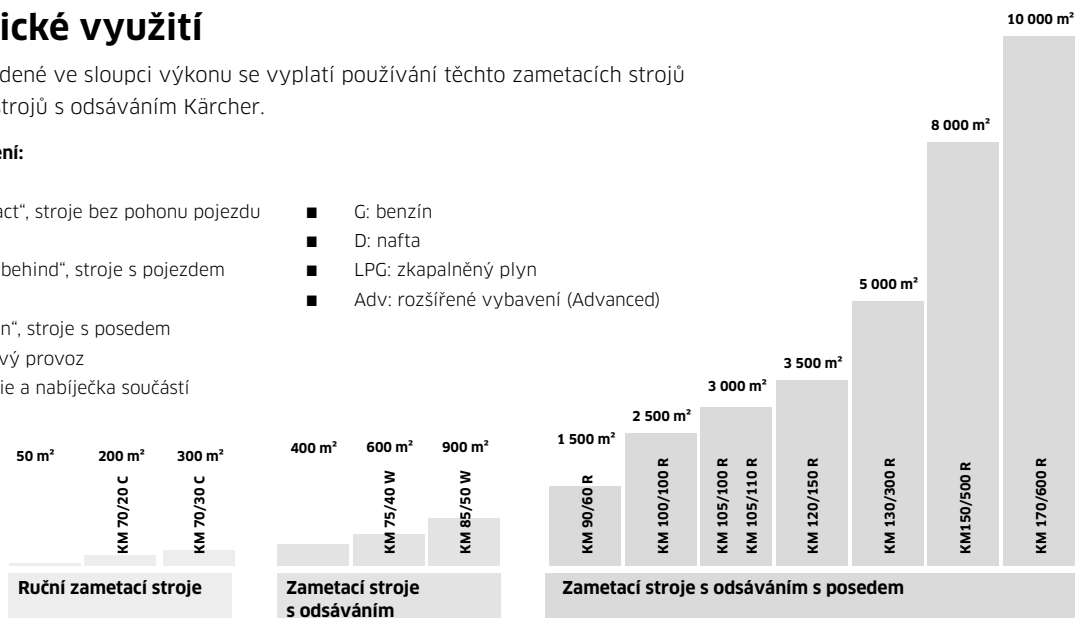 ické využití
dené ve sloupci výkonu se vyplatí používání těchto zametacích strojů
strojů s odsáváním Kärcher.
ení:
act“, stroje bez pohonu pojezdu
behind“, stroje s pojezdem
n“, stroje s posedem
vý provoz
ie a nabíječka součástí
■ G: benzín
■ D: nafta
■ LPG: zkapalněný plyn
■ Adv: rozšířené vybavení (Advanced)
50 m²
200 m²
300 m²
400 m²
600 m²
900 m²
1 500 m²
2 500 m²
3 000 m²
3 500 m²
5 000 m²
8 000 m²
10 000 m²
KM 70/20 C
KM 70/30 C
KM 75/40 W
KM 85/50 W
KM 90/60 R
KM 100/100 R
KM 105/100 R
KM 105/110 R
KM 120/150 R
KM 130/300 R
KM150/500 R
KM 170/600 R
Ruční zametací stroje
Zametací stroje
s odsáváním
Zametací stroje s odsáváním s posedem